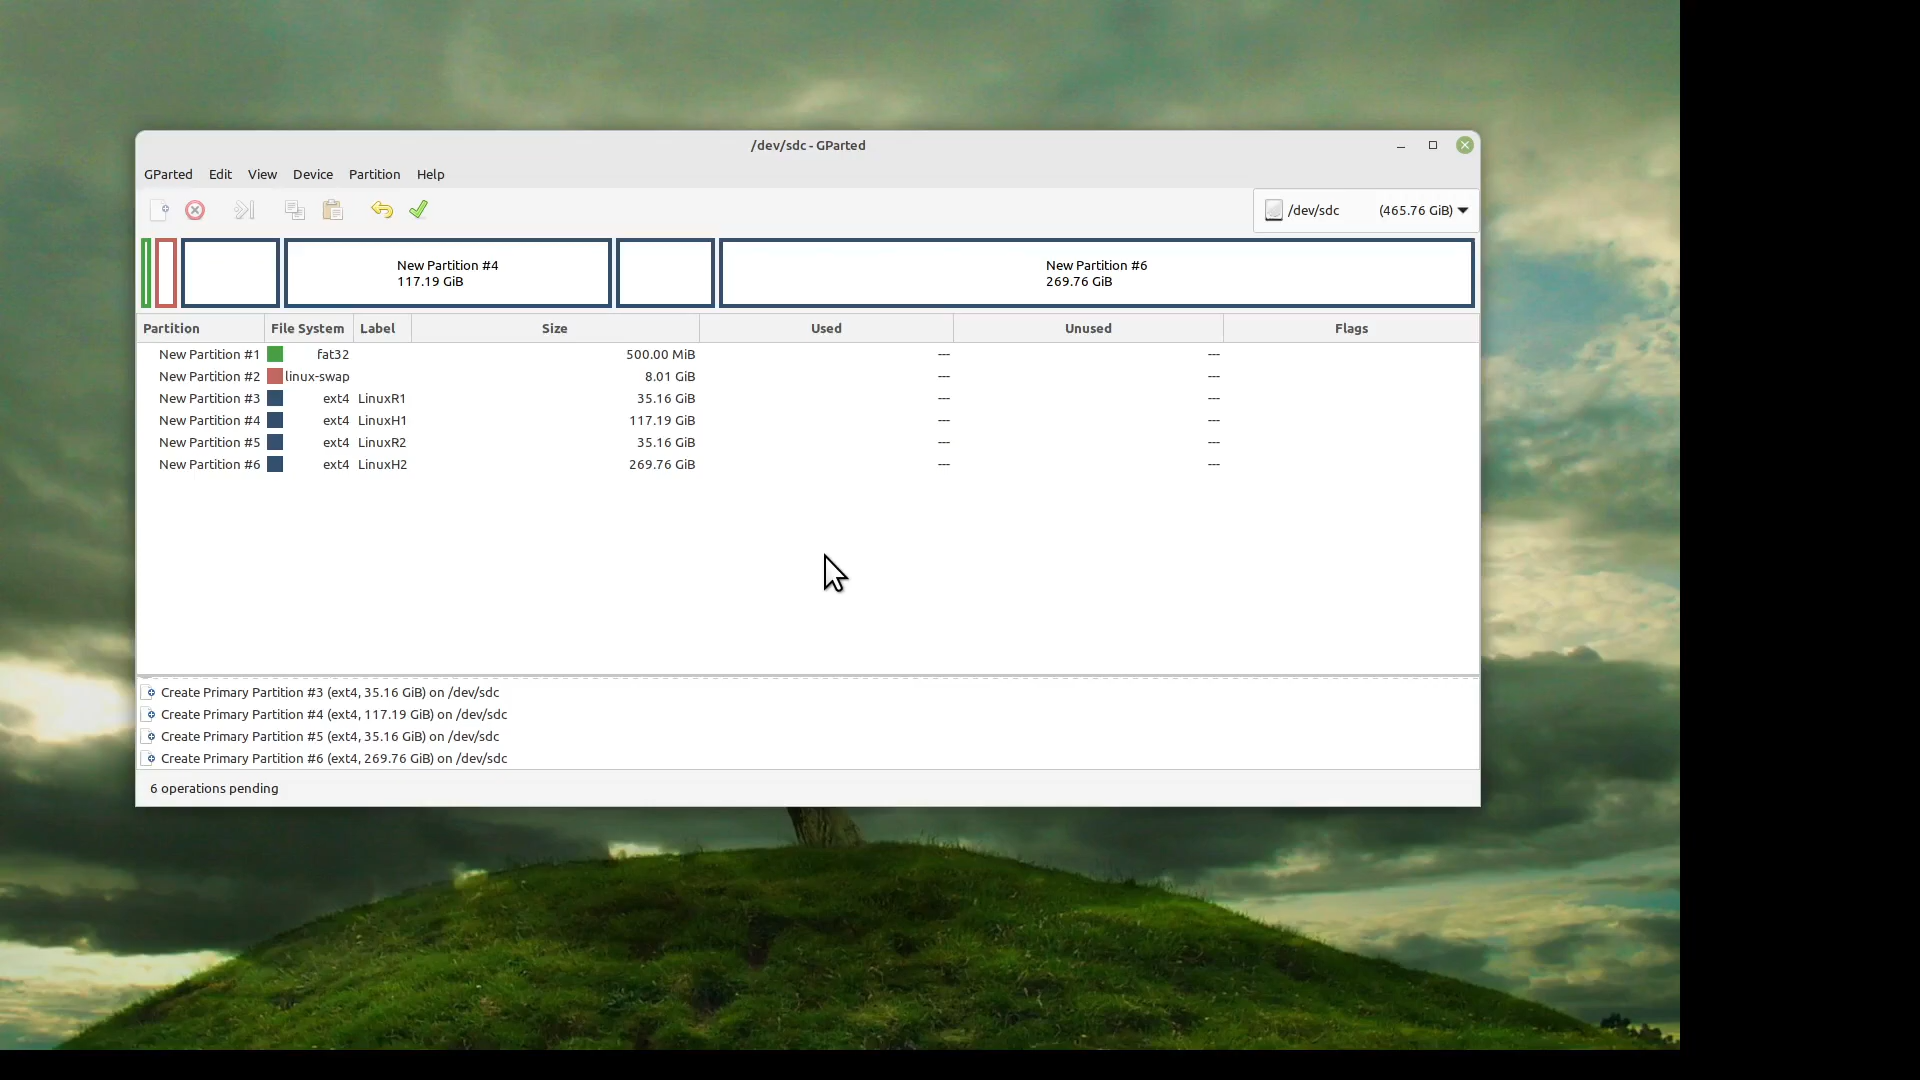 /dev/sdc - GParted
GParted Edit View Device Partition Help
/dev/sdc (465.76 GiB)
New Partition #4
117.19 GiB
New Partition #6
269.76 GiB
Partition File System Label Size Used Unused Flags
New Partition #1 fat32 500.00 MiB --- ---
New Partition #2 linux-swap 8.01 GiB --- ---
New Partition #3 ext4 LinuxR1 35.16 GiB --- ---
New Partition #4 ext4 LinuxH1 117.19 GiB --- ---
New Partition #5 ext4 LinuxR2 35.16 GiB --- ---
New Partition #6 ext4 LinuxH2 269.76 GiB --- ---
Create Primary Partition #3 (ext4, 35.16 GiB) on /dev/sdc
Create Primary Partition #4 (ext4, 117.19 GiB) on /dev/sdc
Create Primary Partition #5 (ext4, 35.16 GiB) on /dev/sdc
Create Primary Partition #6 (ext4, 269.76 GiB) on /dev/sdc
6 operations pending